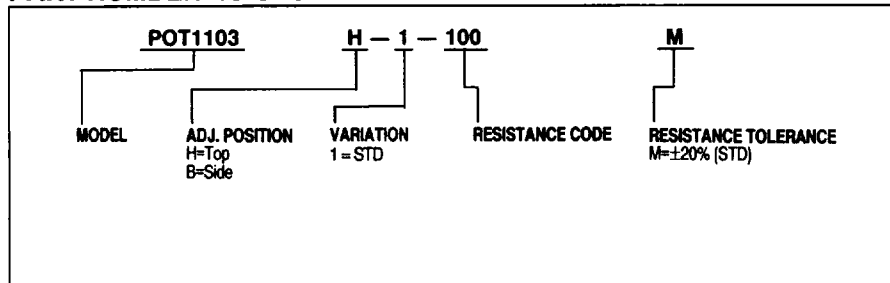 POT1103 H – 1 – 100 M
MODEL ADJ. POSITION VARIATION RESISTANCE CODE RESISTANCE TOLERANCE
H=Top 1 = STD M=±20% (STD)
B=Side